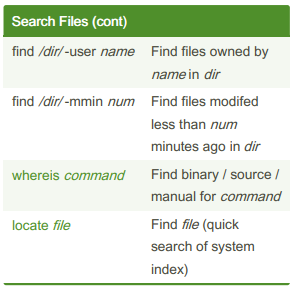 Search Files (cont)
find /dir/ -user name Find files owned by
name in dir
find /dir/ -mmin num Find files modifed
less than num
minutes ago in dir
whereis command Find binary / source /
manual for command
locate file Find file (quick
search of system
index)